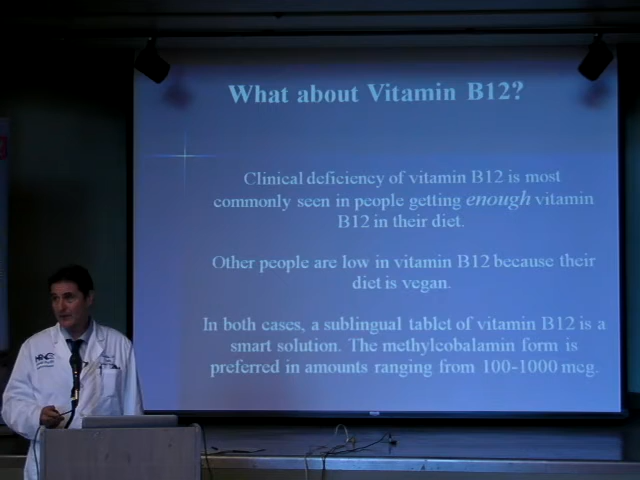 What about Vitamin B12?
Clinical deficiency of vitamin B12 is most
commonly seen in people getting enough vitamin
B12 in their diet.
Other people are low in vitamin B12 because their
diet is vegan.
In both cases, a sublingual tablet of vitamin B12 is a
smart solution. The methylcobalamin form is
preferred in amounts ranging from 100-1000 mcg.